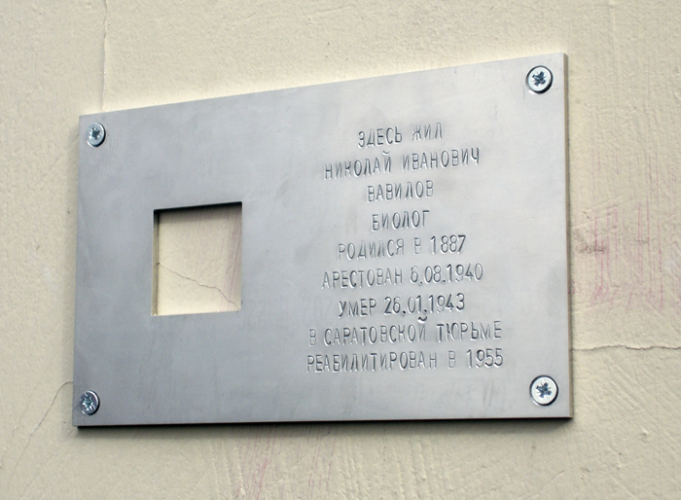 ЗДЕСЬ ЖИЛ
НИКОЛАЙ ИВАНОВИЧ
ВАВИЛОВ
БИОЛОГ
РОДИЛСЯ В 1887
АРЕСТОВАН 6.08.1940
УМЕР 26.01.1943
В САРАТОВСКОЙ ТЮРЬМЕ
РЕАБИЛИТИРОВАН В 1955